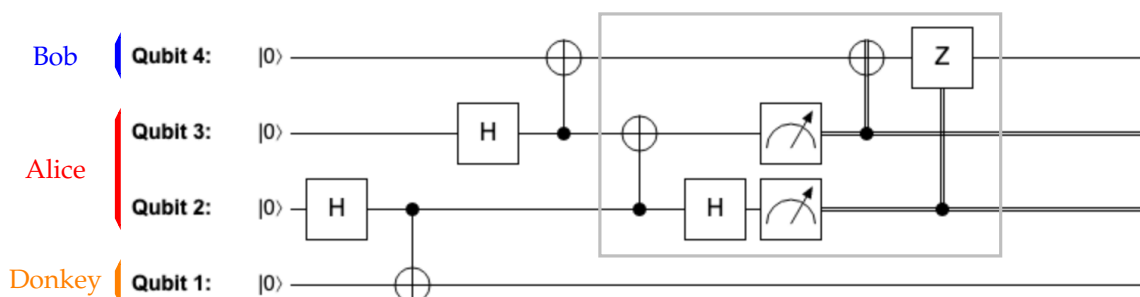 Bob Qubit 4: |0⟩ Z
Qubit 3: |0⟩ H
Alice
Qubit 2: |0⟩ H H
Donkey Qubit 1: |0⟩